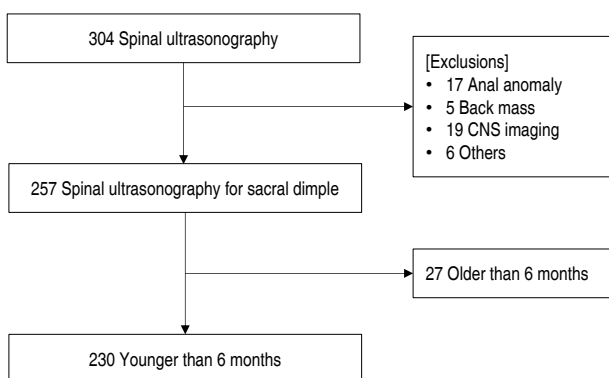 304 Spinal ultrasonography
[Exclusions]
• 17 Anal anomaly
• 5 Back mass
• 19 CNS imaging
• 6 Others
257 Spinal ultrasonography for sacral dimple
27 Older than 6 months
230 Younger than 6 months